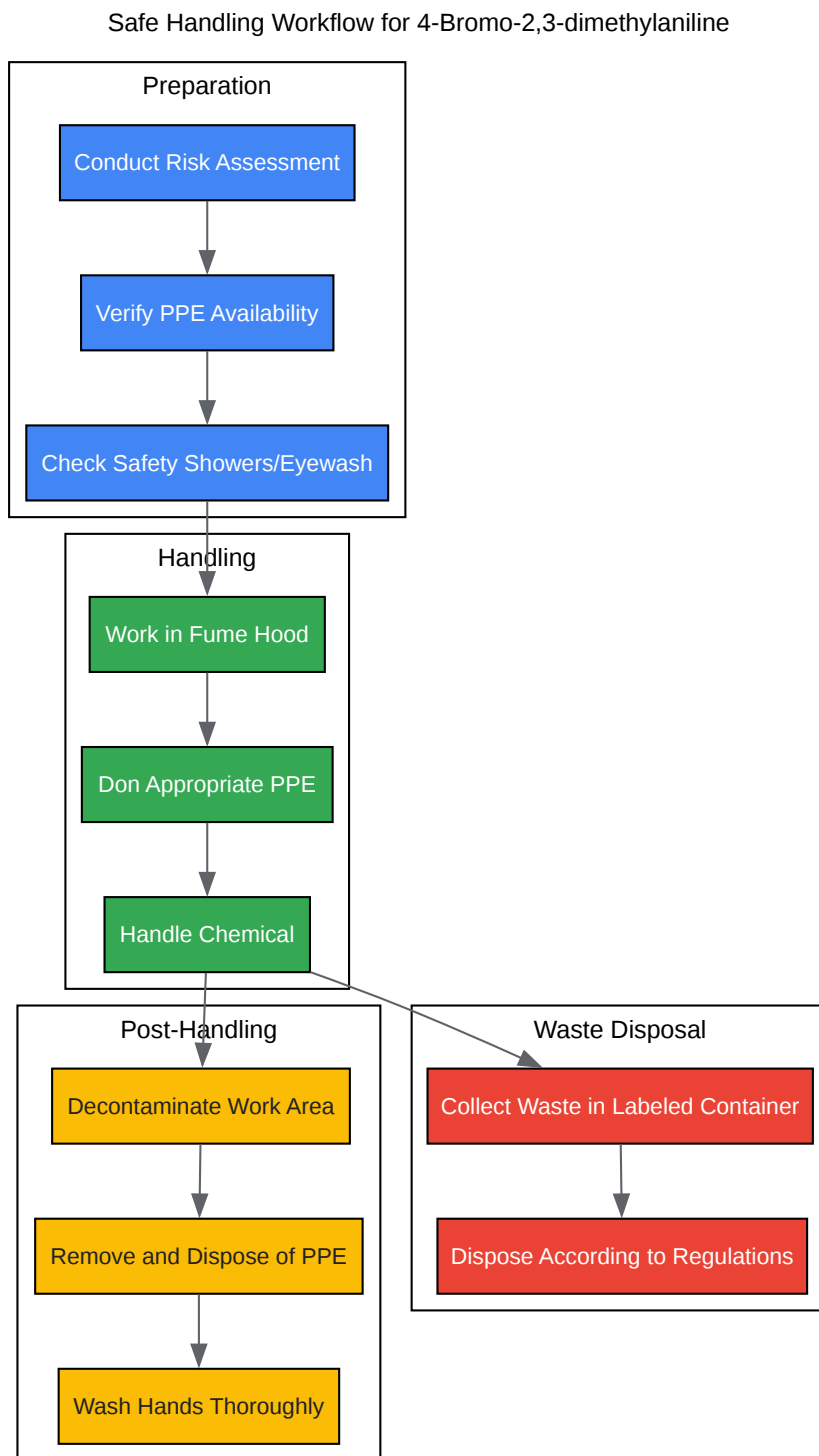 Safe Handling Workflow for 4-Bromo-2,3-dimethylaniline
Preparation
Conduct Risk Assessment
Verify PPE Availability
Check Safety Showers/Eyewash
Handling
Work in Fume Hood
Don Appropriate PPE
Handle Chemical
Post-Handling
Decontaminate Work Area
Remove and Dispose of PPE
Wash Hands Thoroughly
Waste Disposal
Collect Waste in Labeled Container
Dispose According to Regulations